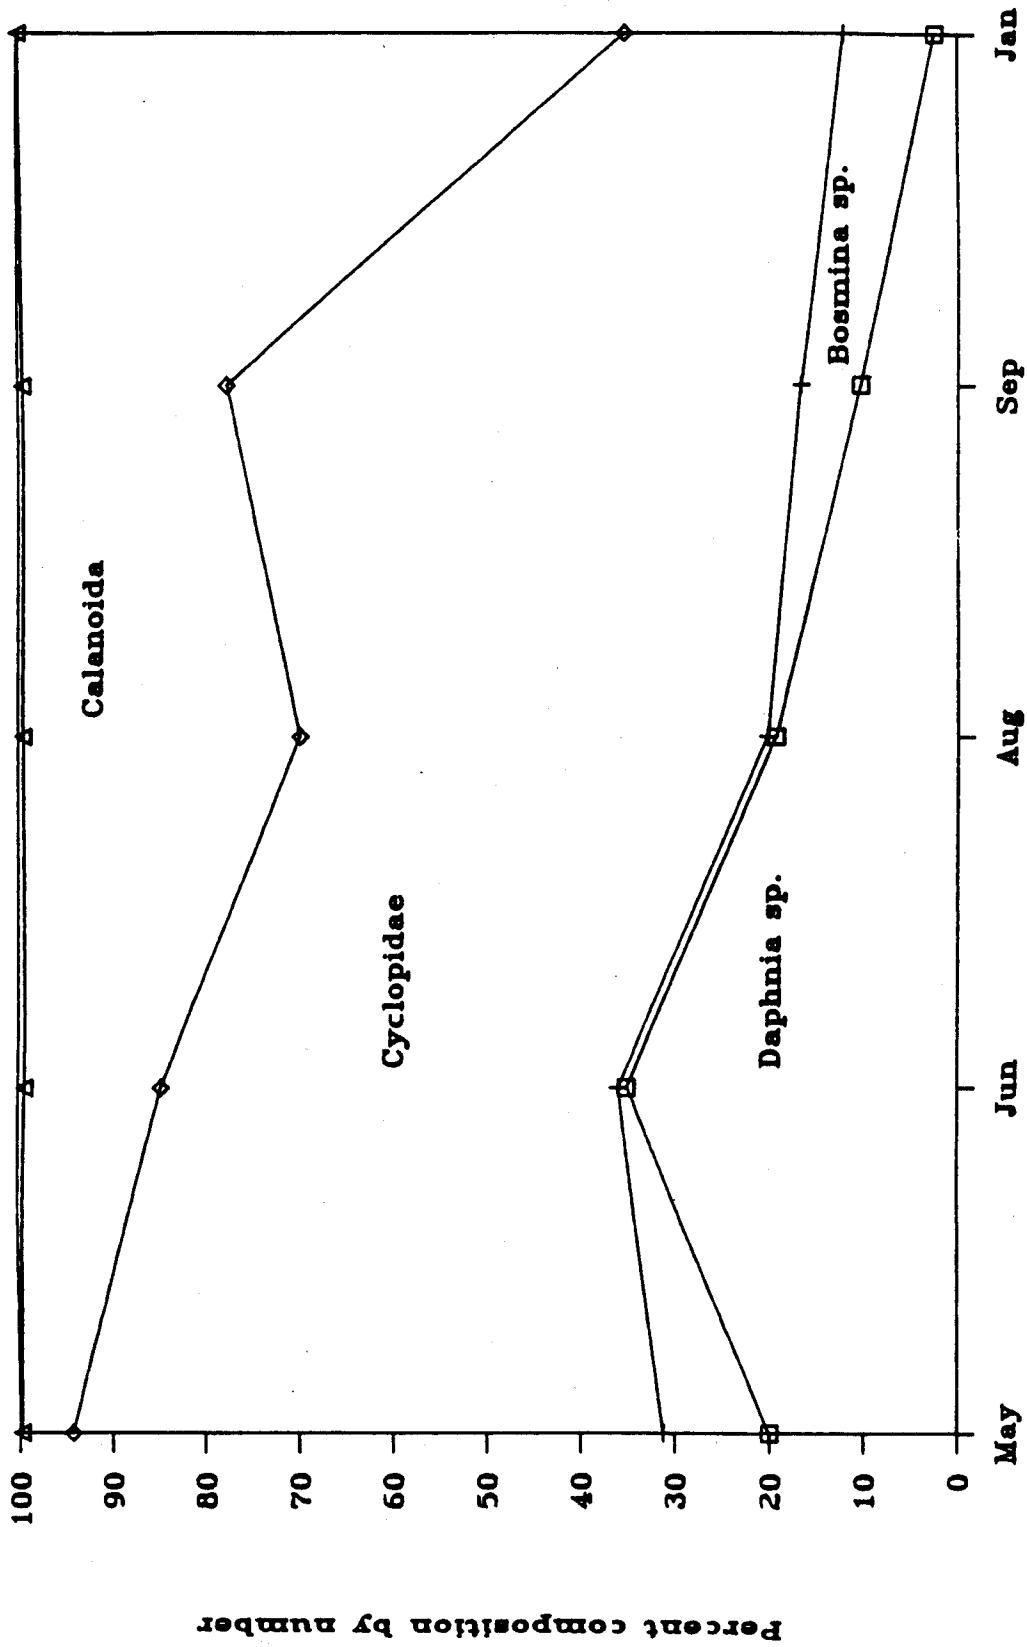 Percent composition by number
100
90
80
70
60
50
40
30
20
10
0
Calanoida
Cyclopidae
Daphnia sp.
Bosmina sp.
May
Jun
Aug
Sep
Jan